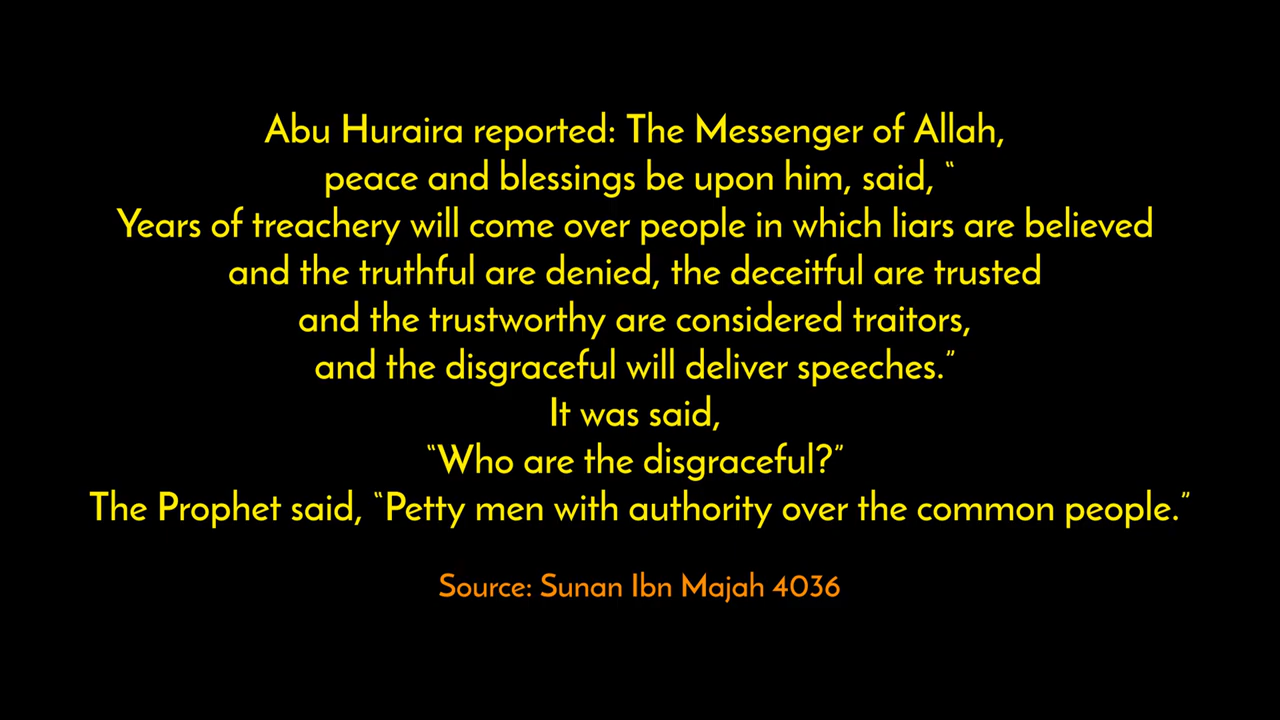 Abu Huraira reported: The Messenger of Allah,
peace and blessings be upon him, said, “
Years of treachery will come over people in which liars are believed
and the truthful are denied, the deceitful are trusted
and the trustworthy are considered traitors,
and the disgraceful will deliver speeches.”
It was said,
“Who are the disgraceful?”
The Prophet said, “Petty men with authority over the common people.”
Source: Sunan Ibn Majah 4036